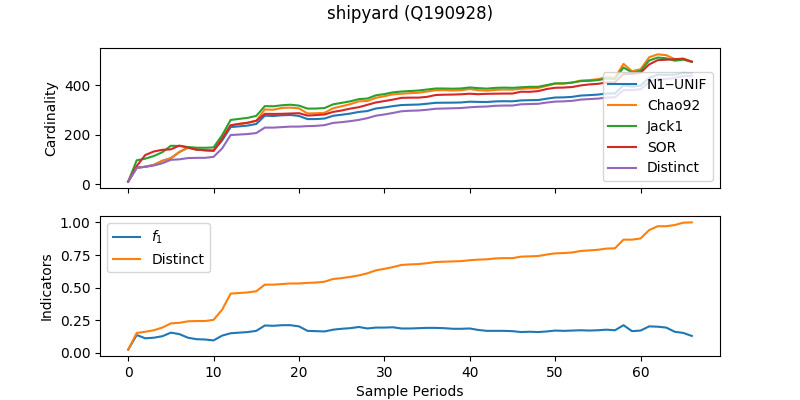 shipyard (Q190928)
Cardinality
400
200
0
N1−UNIF
Chao92
Jack1
SOR
Distinct
Indicators
1.00
0.75
0.50
0.25
0.00
f1
Distinct
0 10 20 30 40 50 60
Sample Periods